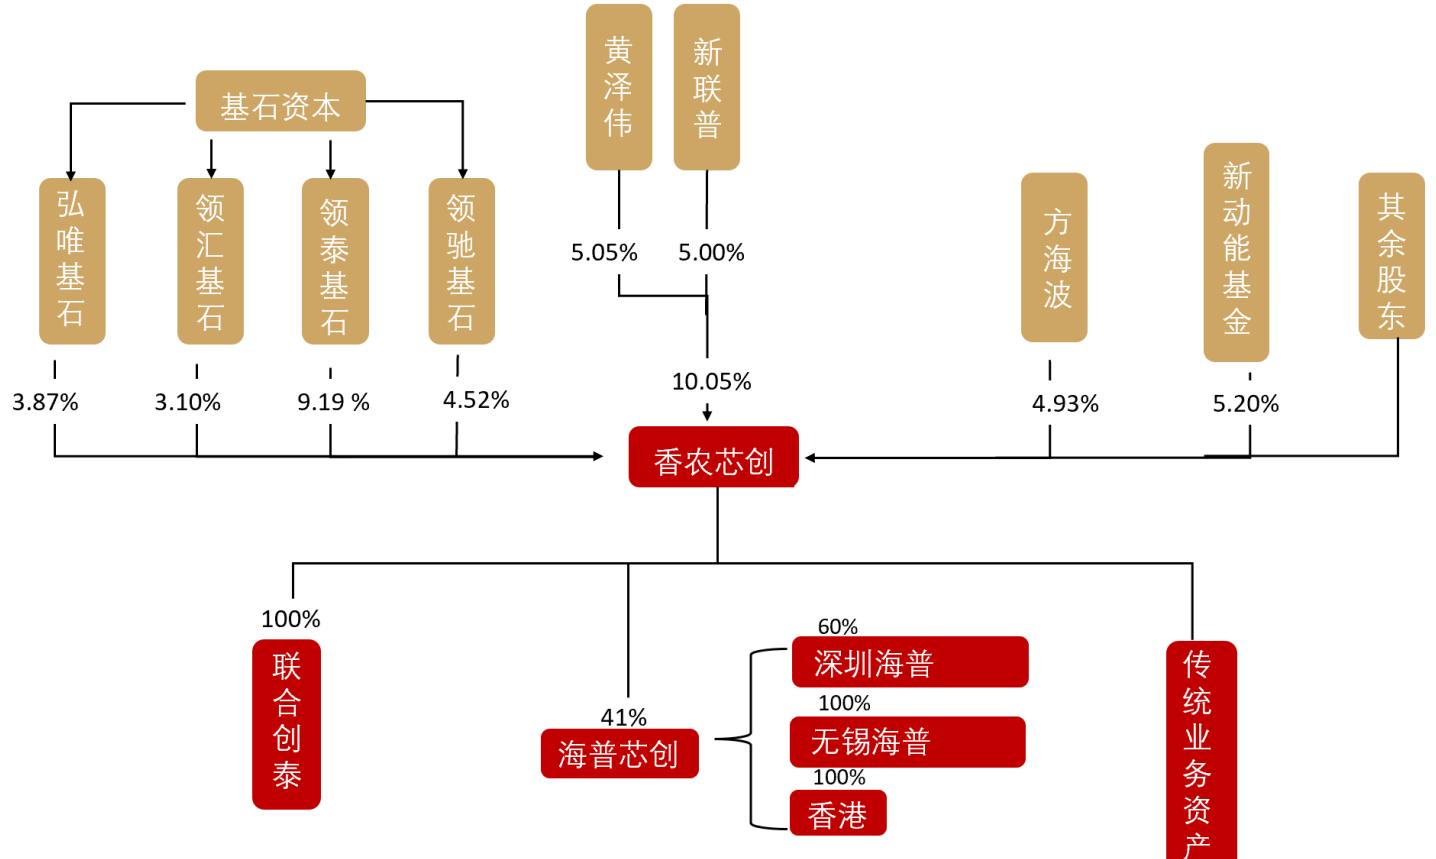 黄泽伟
新联普
基石资本
弘唯基石
领汇基石
领泰基石
领驰基石
方海波
新动能基金
其余股东
5.05%
5.00%
3.87%
3.10%
9.19 %
4.52%
10.05%
4.93%
5.20%
香农芯创
100%
联合创泰
41%
海普芯创
60%
深圳海普
100%
无锡海普
100%
香港
传统业务资产